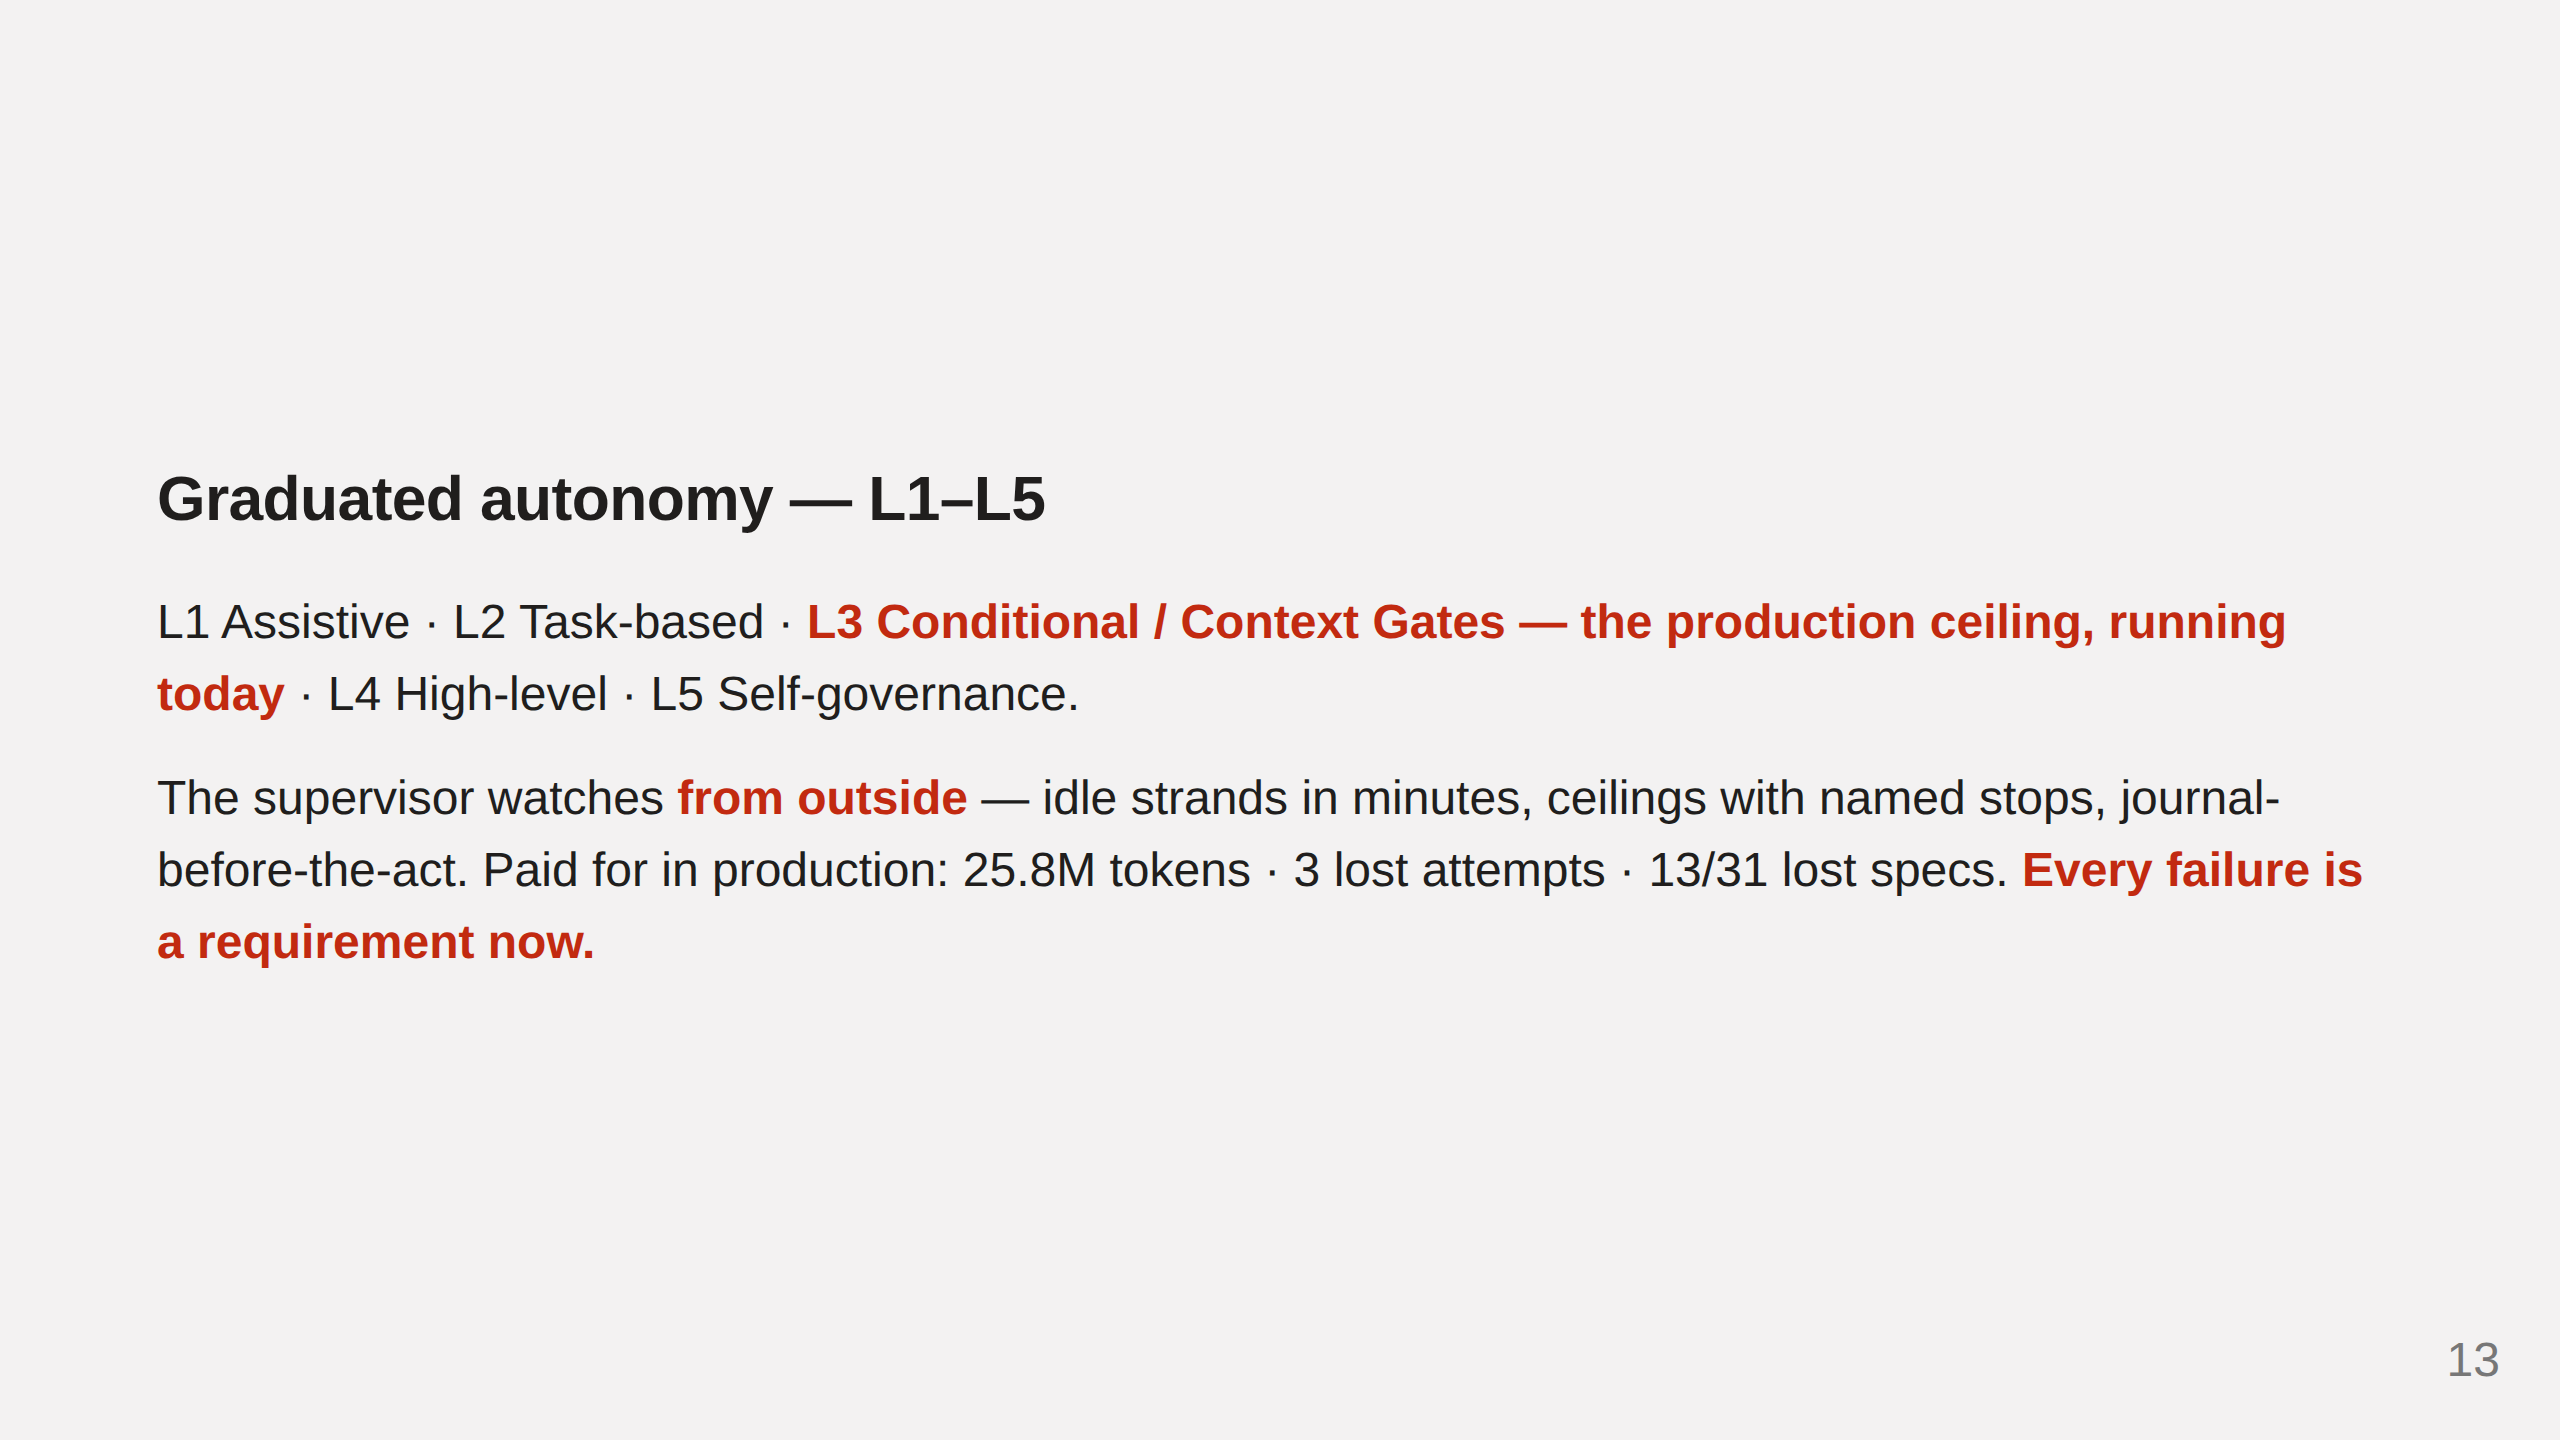 Graduated autonomy — L1–L5
L1 Assistive · L2 Task-based · L3 Conditional / Context Gates — the production ceiling, running
today · L4 High-level · L5 Self-governance.
The supervisor watches from outside — idle strands in minutes, ceilings with named stops, journal-
before-the-act. Paid for in production: 25.8M tokens · 3 lost attempts · 13/31 lost specs. Every failure is
a requirement now.
13